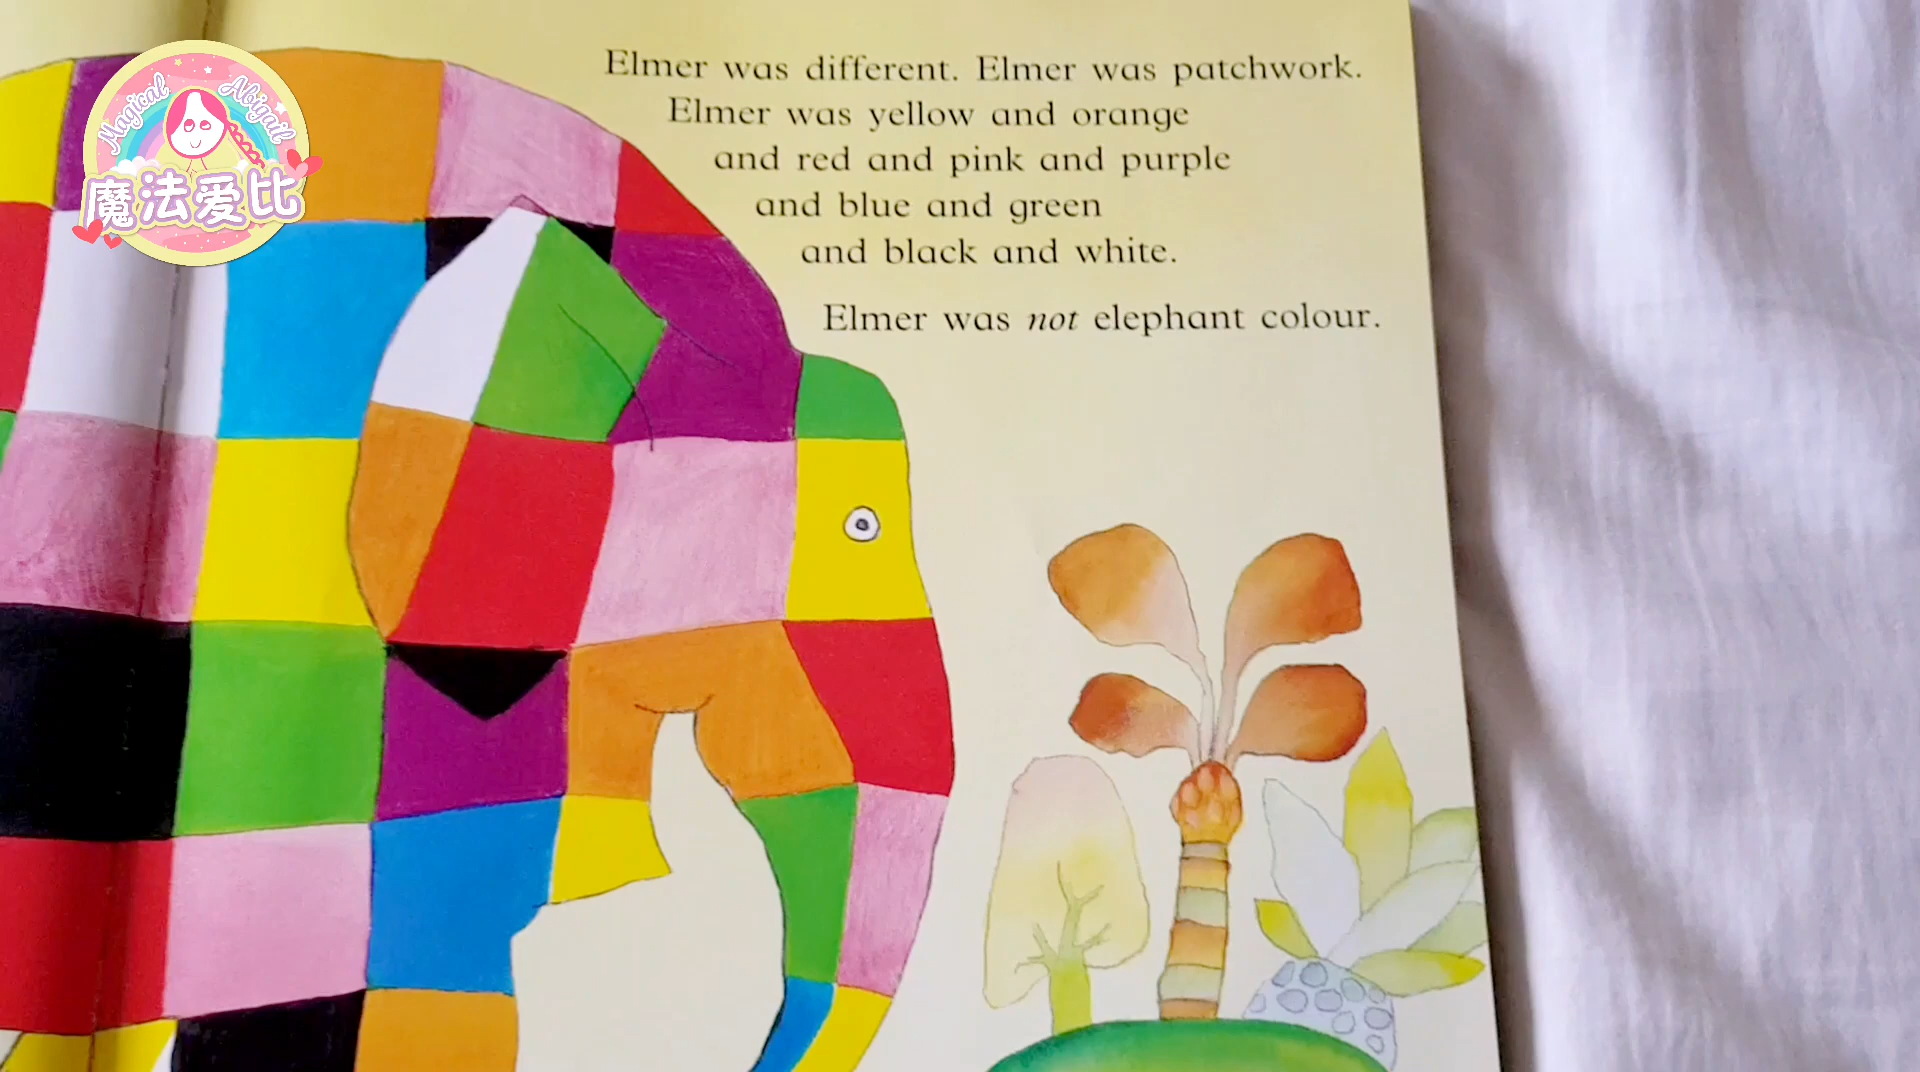 Magical Abigail
魔法爱比
Elmer was different. Elmer was patchwork.
Elmer was yellow and orange
and red and pink and purple
and blue and green
and black and white.
Elmer was not elephant colour.